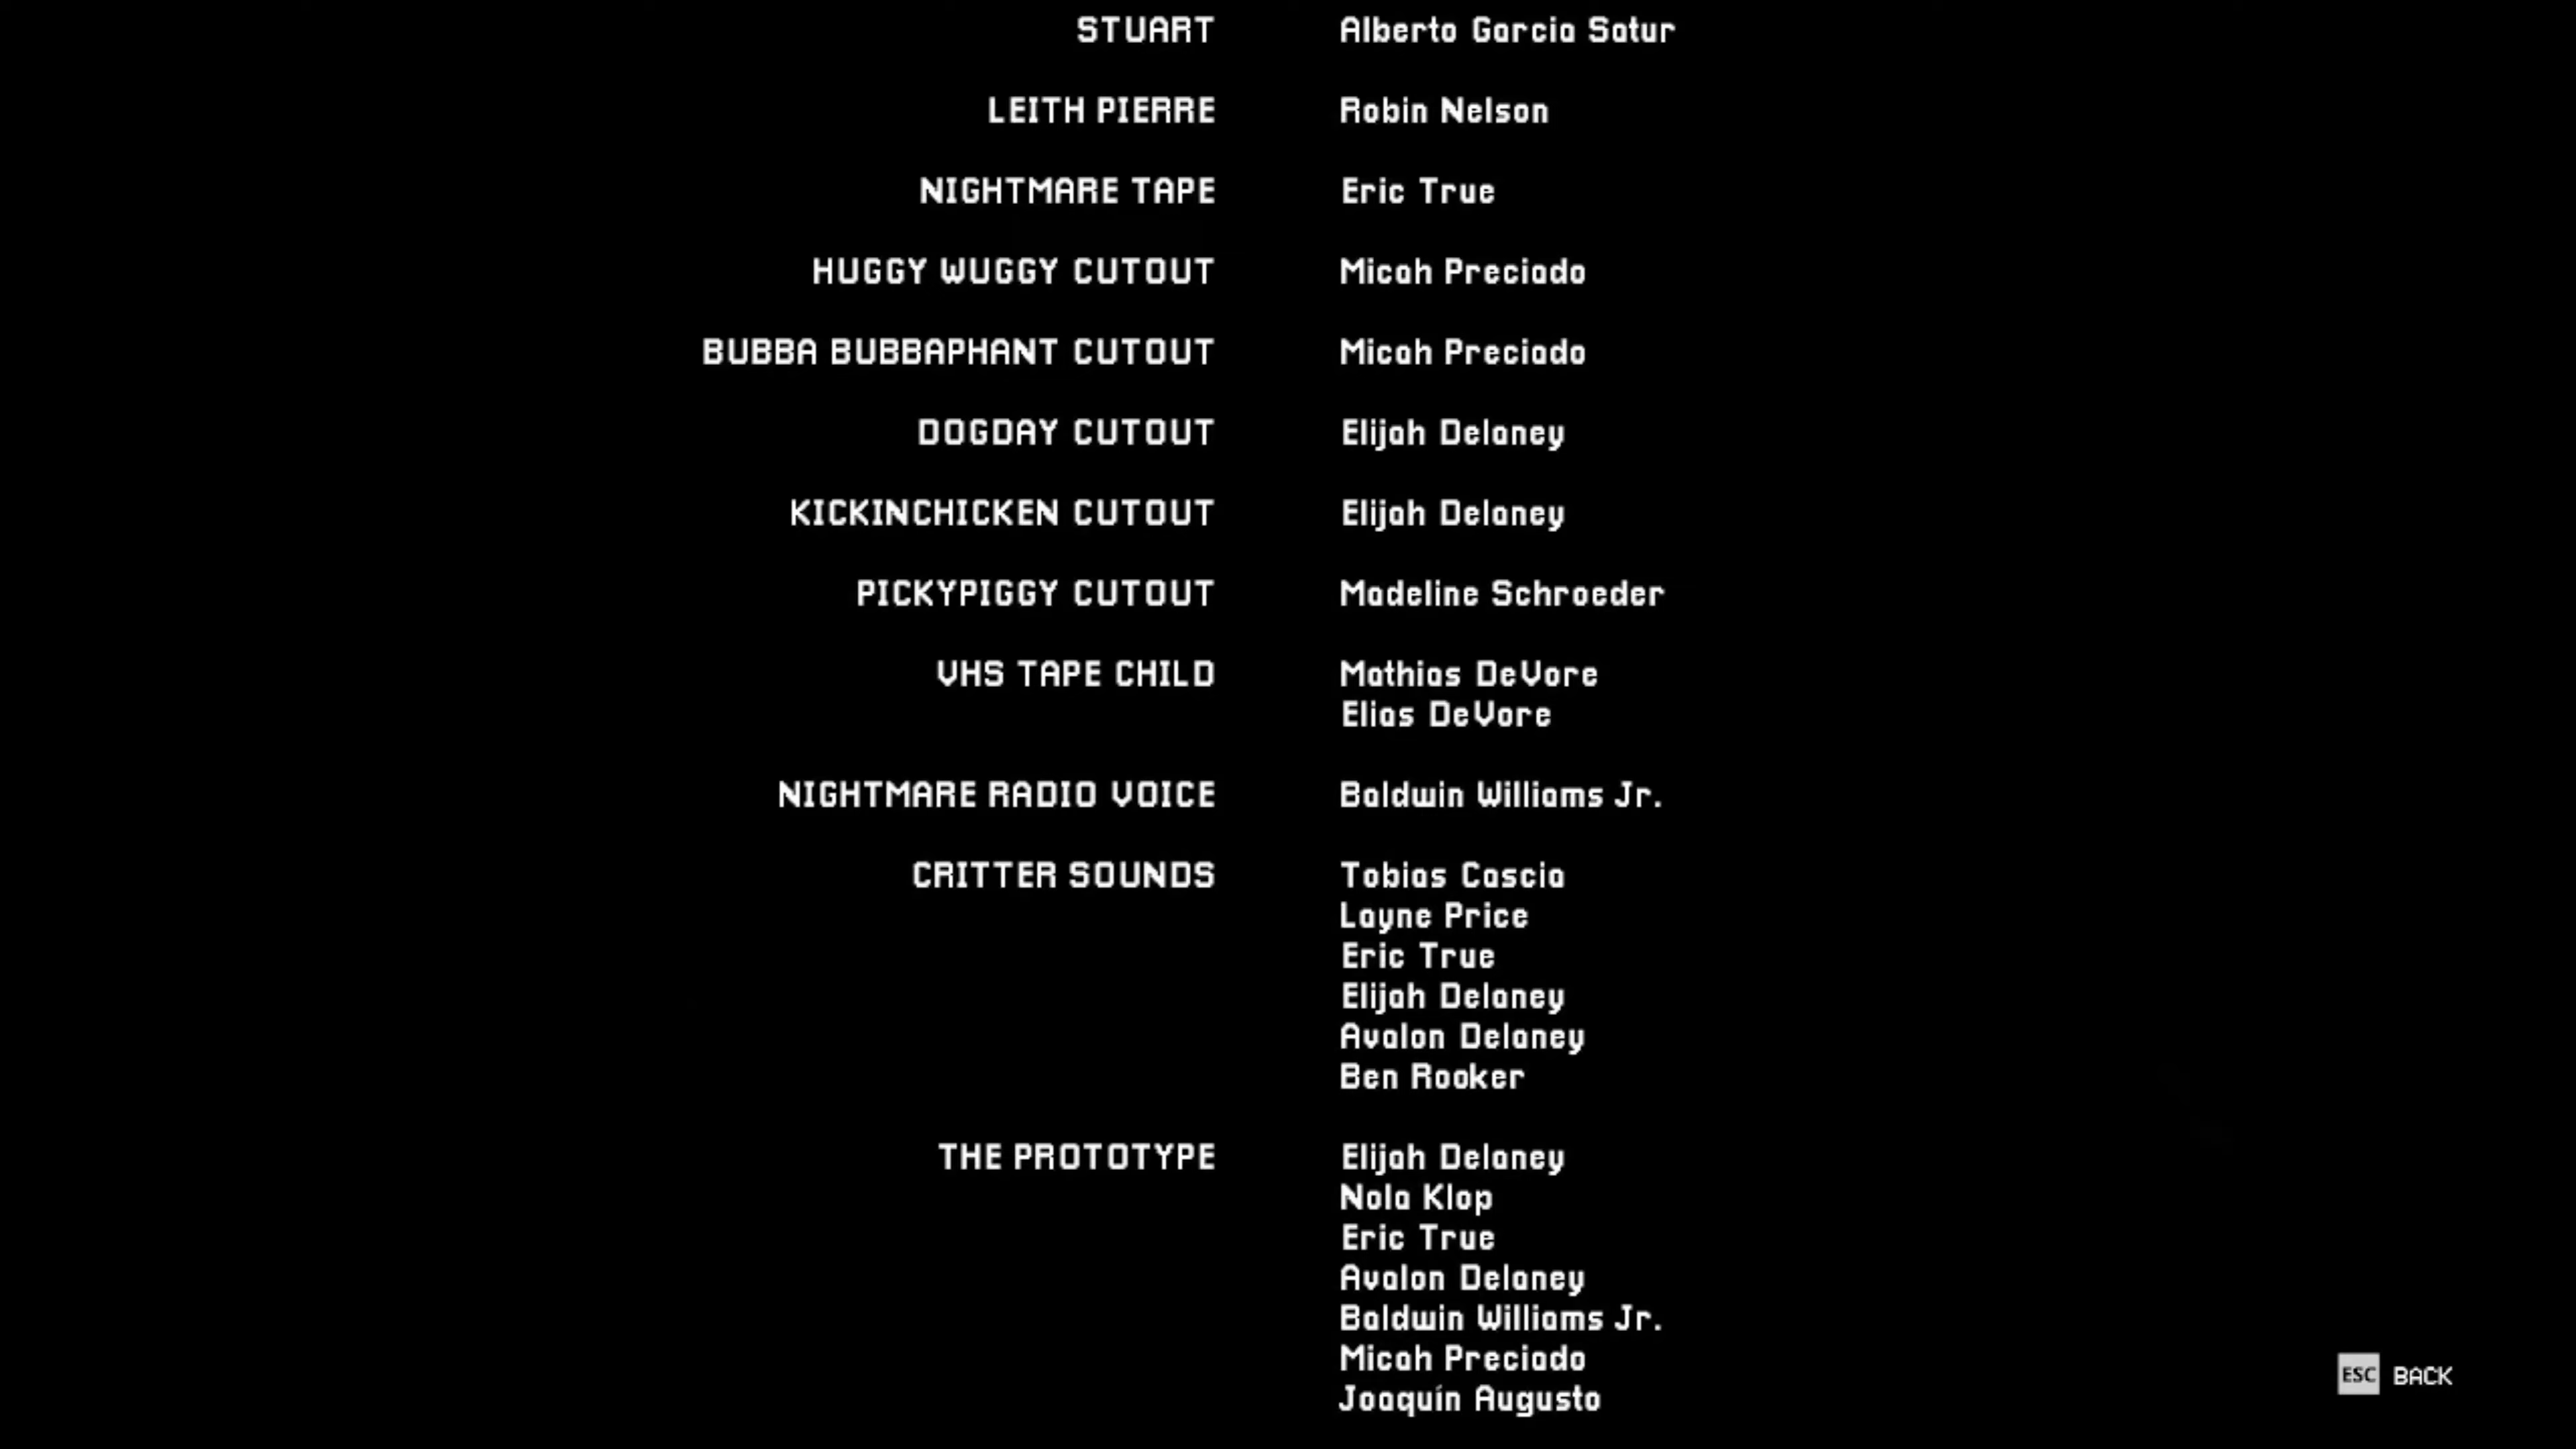 STUART Alberto Garcia Satur
LEITH PIERRE Robin Nelson
NIGHTMARE TAPE Eric True
HUGGY WUGGY CUTOUT Micah Preciado
BUBBA BUBBAPHANT CUTOUT Micah Preciado
DOGDAY CUTOUT Elijah Delaney
KICKINCHICKEN CUTOUT Elijah Delaney
PICKYPIGGY CUTOUT Madeline Schroeder
VHS TAPE CHILD Mathias DeVore
Elias DeVore
NIGHTMARE RADIO VOICE Baldwin Williams Jr.
CRITTER SOUNDS Tobias Cascia
Layne Price
Eric True
Elijah Delaney
Avalon Delaney
Ben Rooker
THE PROTOTYPE Elijah Delaney
Nola Klop
Eric True
Avalon Delaney
Baldwin Williams Jr.
Micah Preciado
Joaquín Augusto
ESC BACK